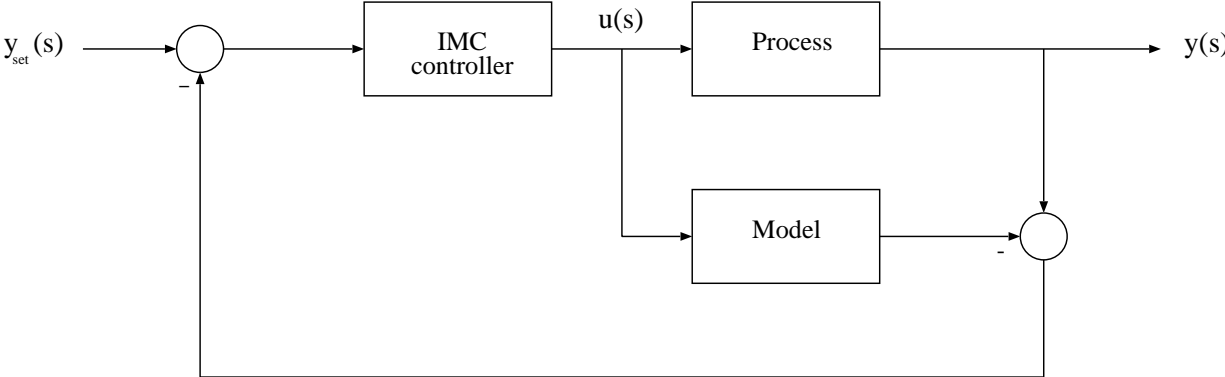 y_set(s)
−
IMC
controller
u(s)
Process
y(s)
Model
-